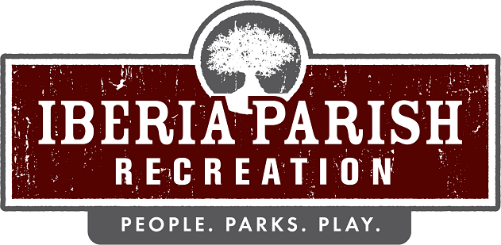 IBERIA PARISH
RECREATION
PEOPLE. PARKS. PLAY.